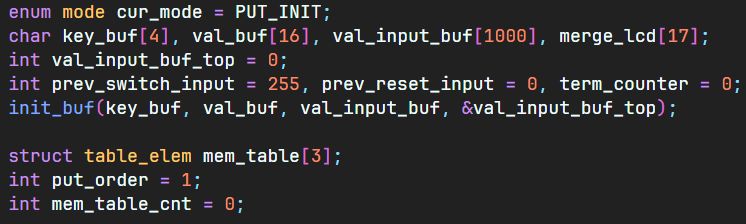 enum mode cur_mode = PUT_INIT;
char key_buf[4], val_buf[16], val_input_buf[1000], merge_lcd[17];
int val_input_buf_top = 0;
int prev_switch_input = 255, prev_reset_input = 0, term_counter = 0;
init_buf(key_buf, val_buf, val_input_buf, &val_input_buf_top);
struct table_elem mem_table[3];
int put_order = 1;
int mem_table_cnt = 0;